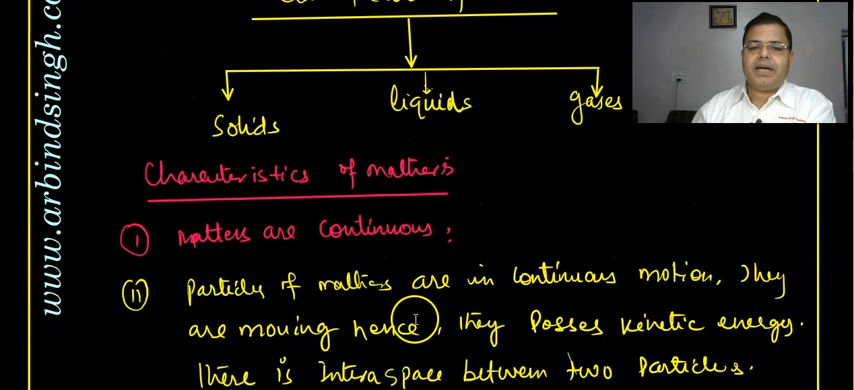 Solids
liquids
gases
Characteristics of matters
(i) Matters are continuous :
(ii) Particles of matters are in continuous motion, They
are moving hence, they Posses kinetic energy.
There is Interaspace between two Particles.
www.arbindsingh.co